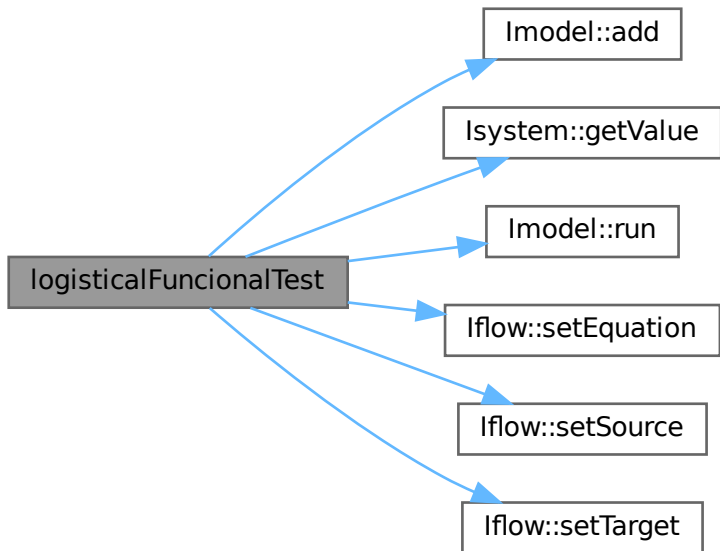 Imodel::add
Isystem::getValue
Imodel::run
logisticalFuncionalTest
Iflow::setEquation
Iflow::setSource
Iflow::setTarget